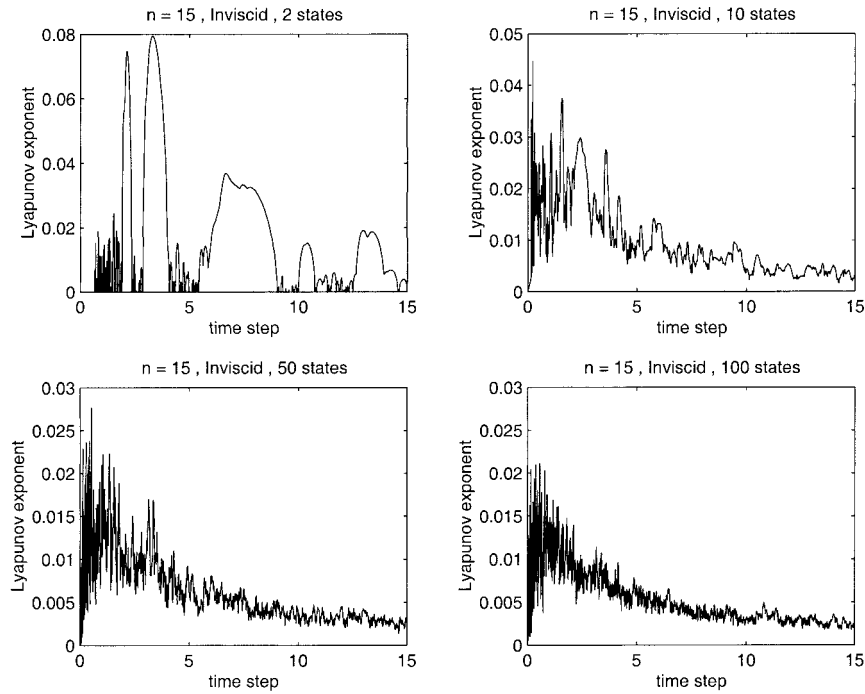 n = 15 , Inviscid , 2 states
0.08
0.06
0.04
0.02
0
Lyapunov exponent
0 5 10 15
time step
n = 15 , Inviscid , 10 states
0.05
0.04
0.03
0.02
0.01
0
Lyapunov exponent
0 5 10 15
time step
n = 15 , Inviscid , 50 states
0.03
0.025
0.02
0.015
0.01
0.005
0
Lyapunov exponent
0 5 10 15
time step
n = 15 , Inviscid , 100 states
0.03
0.025
0.02
0.015
0.01
0.005
0
Lyapunov exponent
0 5 10 15
time step